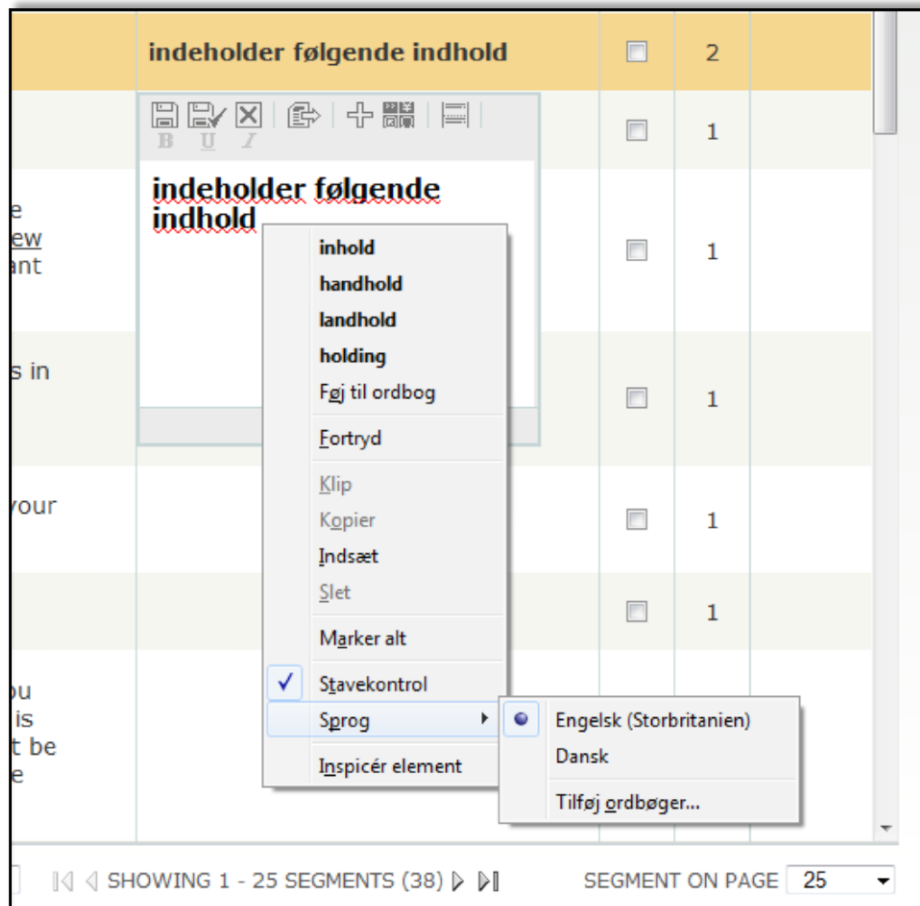 indeholder følgende indhold
2
B U I
1
indeholder følgende
indhold
e
ew
ant
1
inhold
handhold
landhold
holding
Føj til ordbog
s in
1
Fortryd
Klip
Kopier
Indsæt
Slet
your
1
1
Marker alt
Stavekontrol
Sprog
Inspicér element
Engelsk (Storbritanien)
Dansk
Tilføj ordbøger...
ou
is
t be
e
SHOWING 1 - 25 SEGMENTS (38)
SEGMENT ON PAGE 25